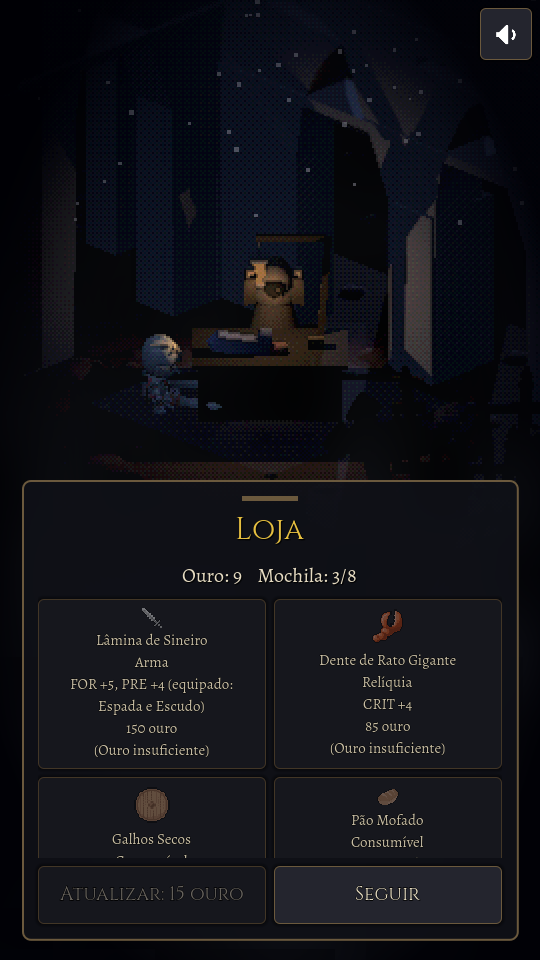 Loja
Ouro: 9 Mochila: 3/8
Lâmina de Sineiro
Arma
FOR +5, PRE +4 (equipado:
Espada e Escudo)
150 ouro
(Ouro insuficiente)
Dente de Rato Gigante
Relíquia
CRIT +4
85 ouro
(Ouro insuficiente)
Galhos Secos
Pão Mofado
Consumível
Atualizar: 15 ouro
Seguir